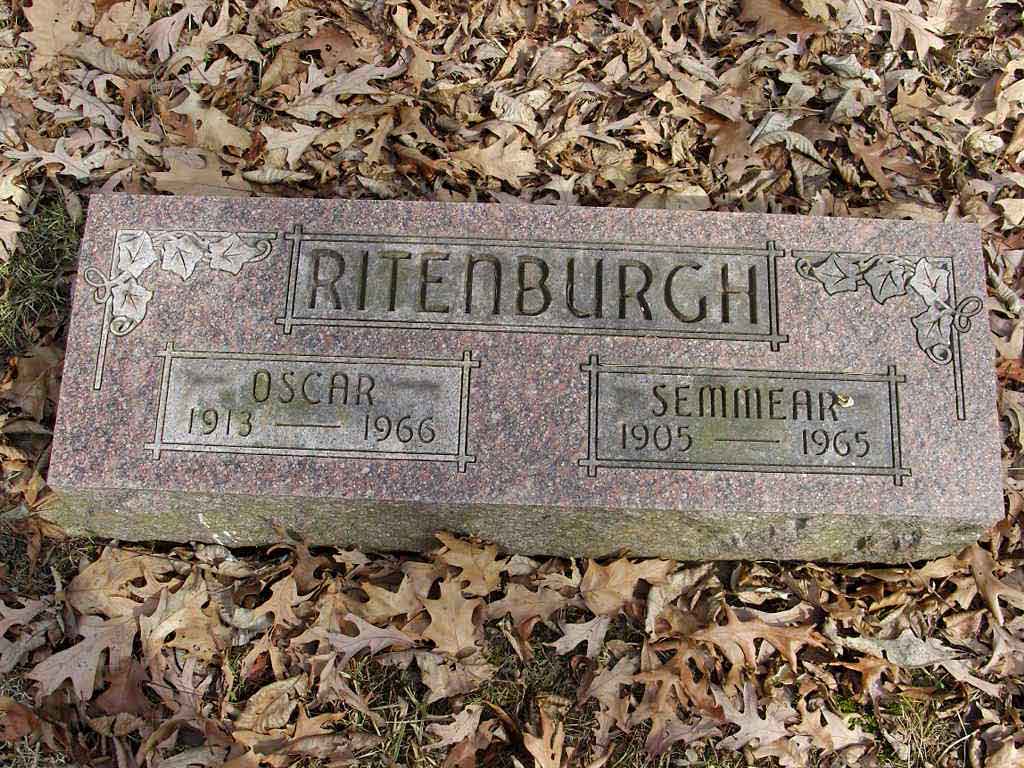 RITENBURGH
OSCAR
1913 — 1966
SEMMEAR
1905 — 1965